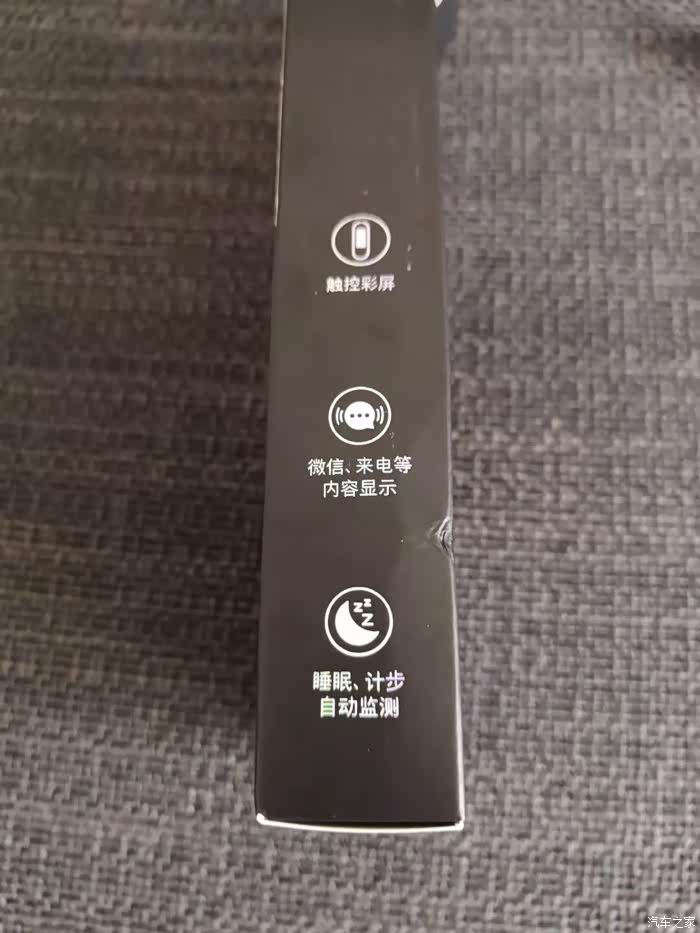 触控彩屏
微信、来电等
内容显示
睡眠、计步
自动监测
汽车之家